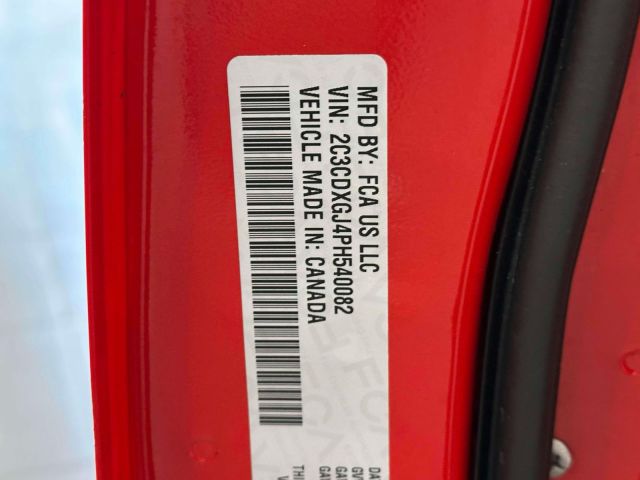 MFD BY: FCA US LLC
VIN: 2C3CDXGJ4PH540082
VEHICLE MADE IN: CANADA